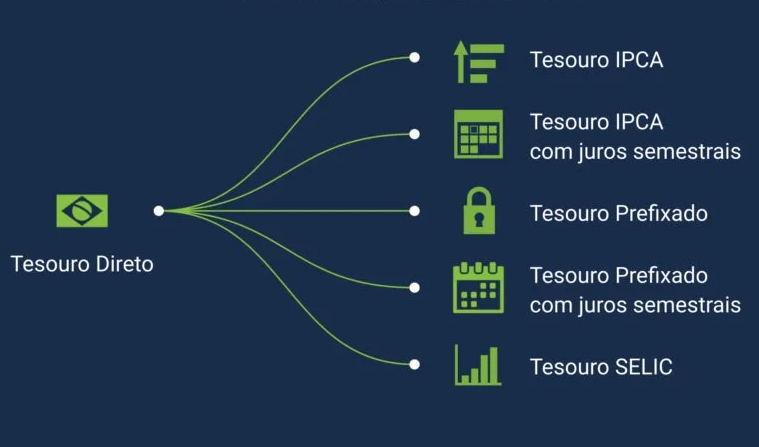 Tesouro IPCA
Tesouro IPCA
com juros semestrais
Tesouro Direto
Tesouro Prefixado
Tesouro Prefixado
com juros semestrais
Tesouro SELIC